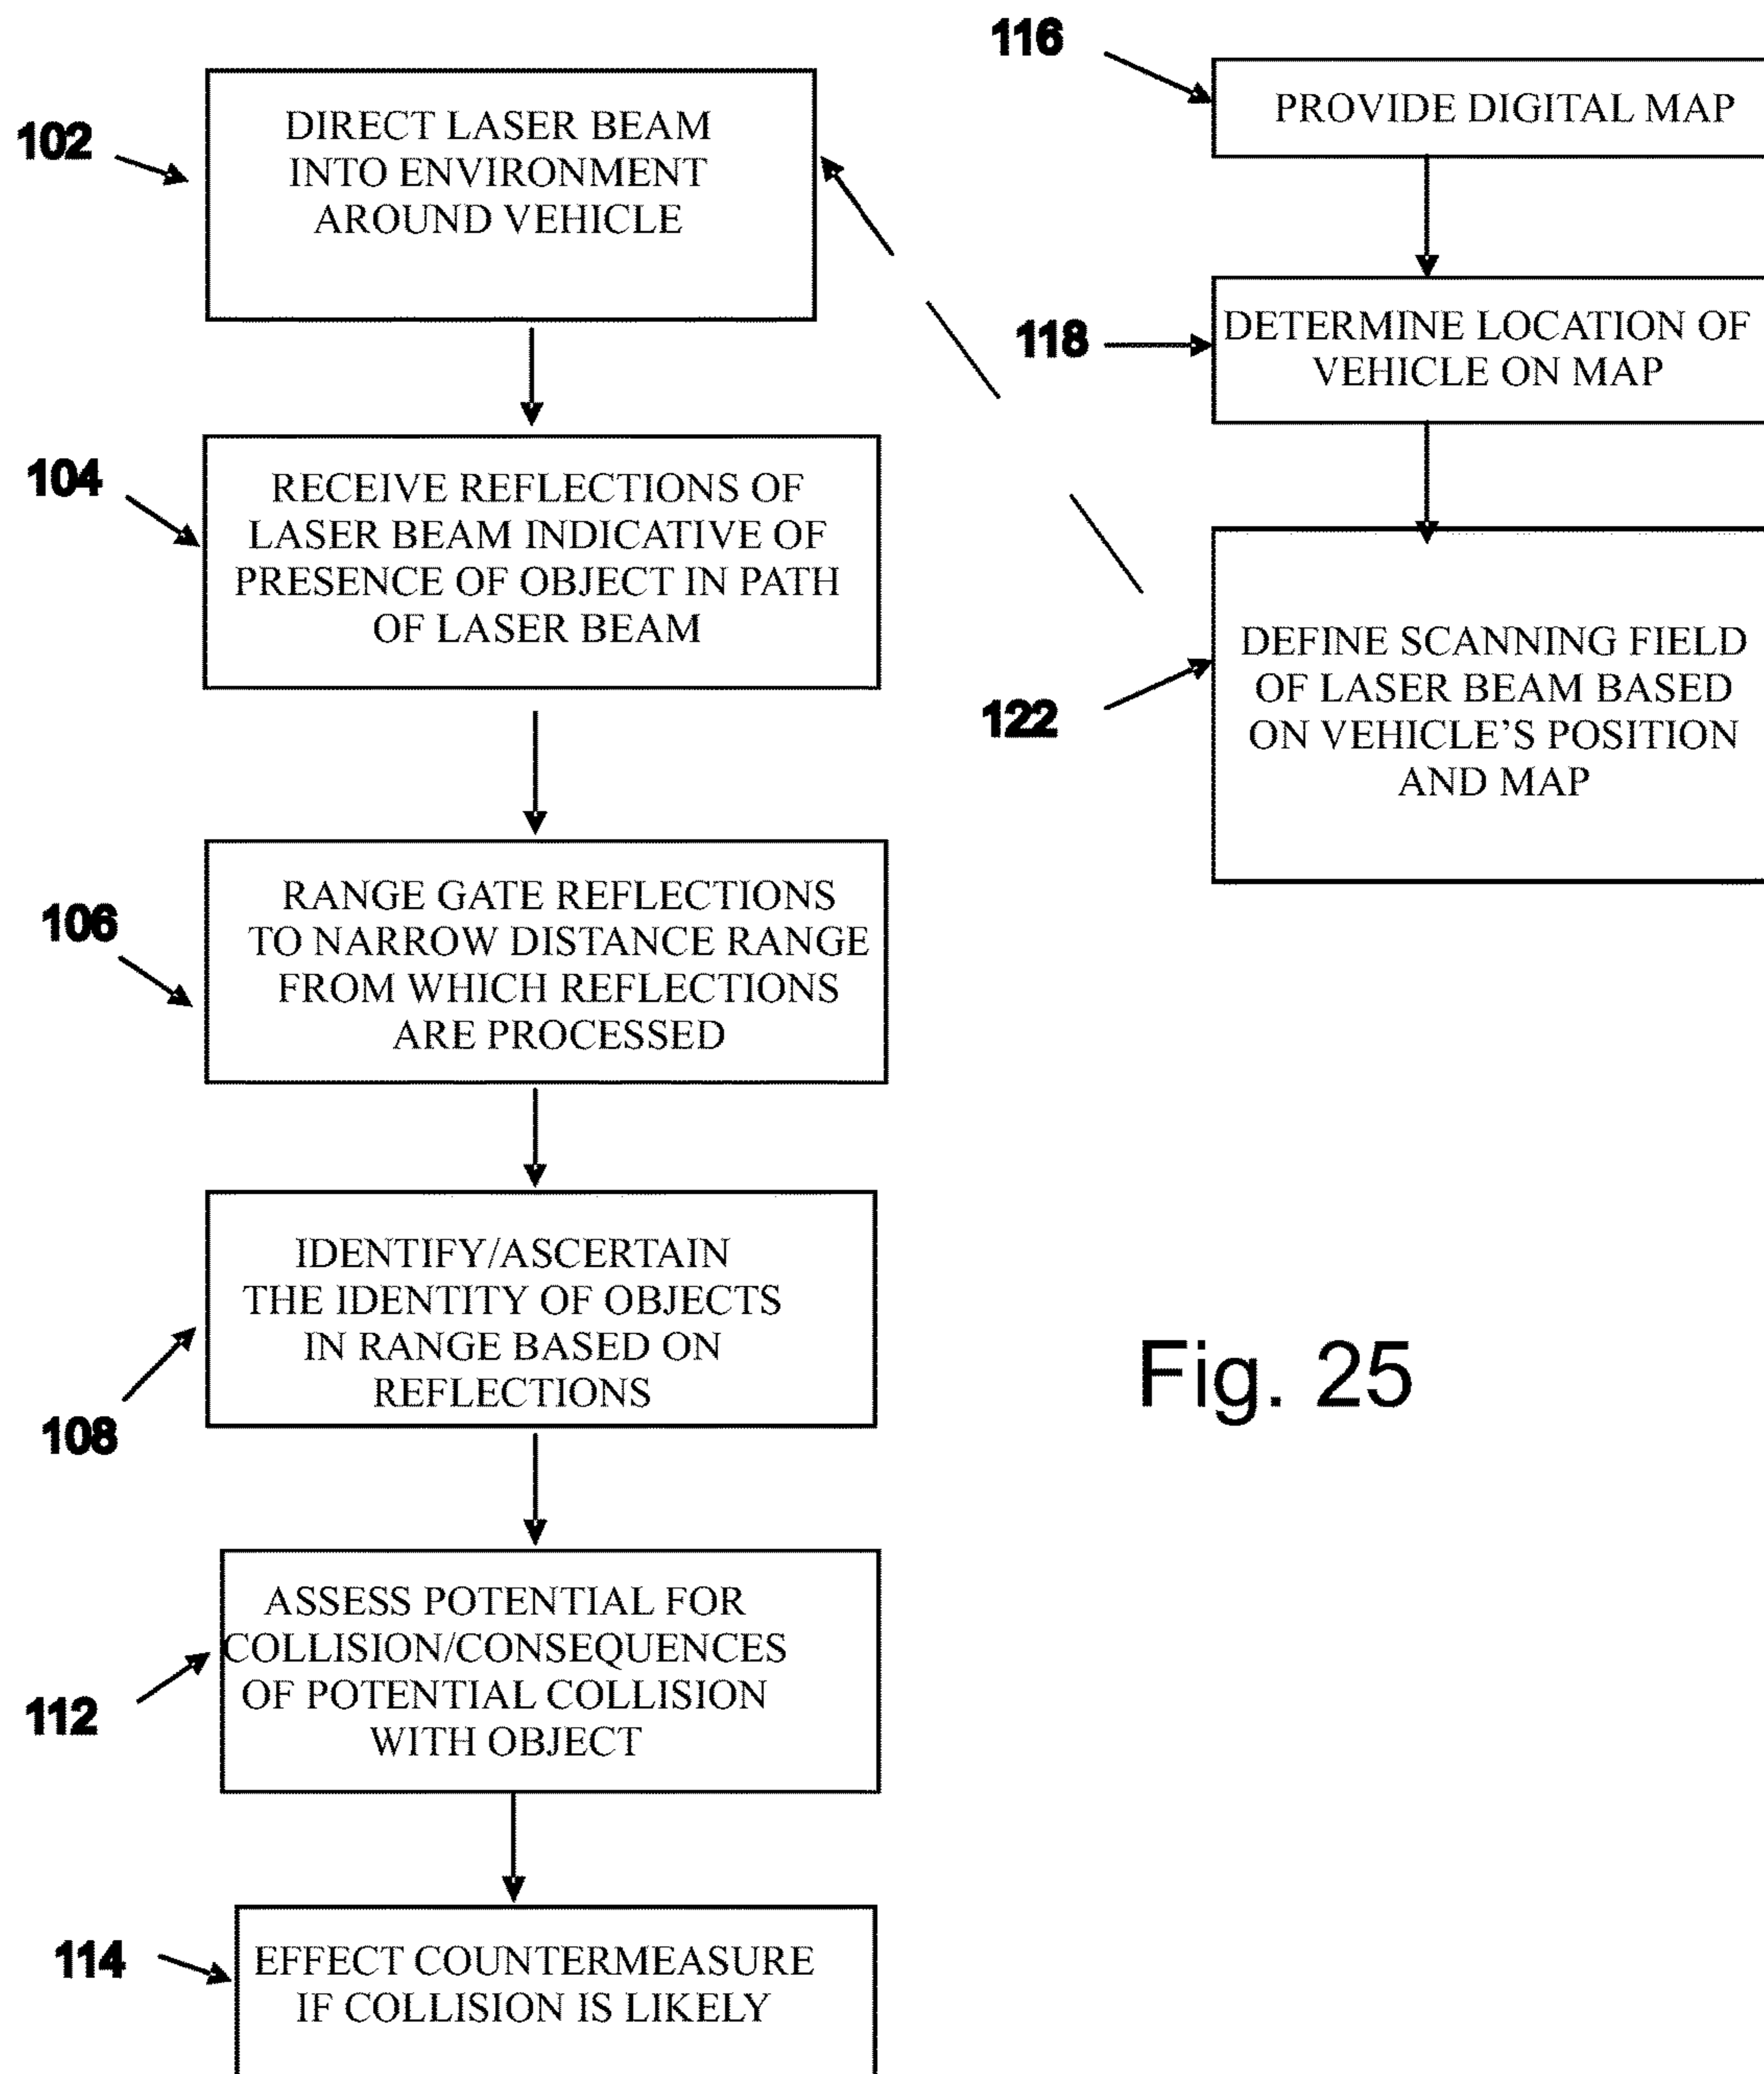 102
DIRECT LASER BEAM
INTO ENVIRONMENT
AROUND VEHICLE
104
RECEIVE REFLECTIONS OF
LASER BEAM INDICATIVE OF
PRESENCE OF OBJECT IN PATH
OF LASER BEAM
106
RANGE GATE REFLECTIONS
TO NARROW DISTANCE RANGE
FROM WHICH REFLECTIONS
ARE PROCESSED
108
IDENTIFY/ASCERTAIN
THE IDENTITY OF OBJECTS
IN RANGE BASED ON
REFLECTIONS
112
ASSESS POTENTIAL FOR
COLLISION/CONSEQUENCES
OF POTENTIAL COLLISION
WITH OBJECT
114
EFFECT COUNTERMEASURE
IF COLLISION IS LIKELY
116
PROVIDE DIGITAL MAP
118
DETERMINE LOCATION OF
VEHICLE ON MAP
122
DEFINE SCANNING FIELD
OF LASER BEAM BASED
ON VEHICLE'S POSITION
AND MAP
Fig. 25